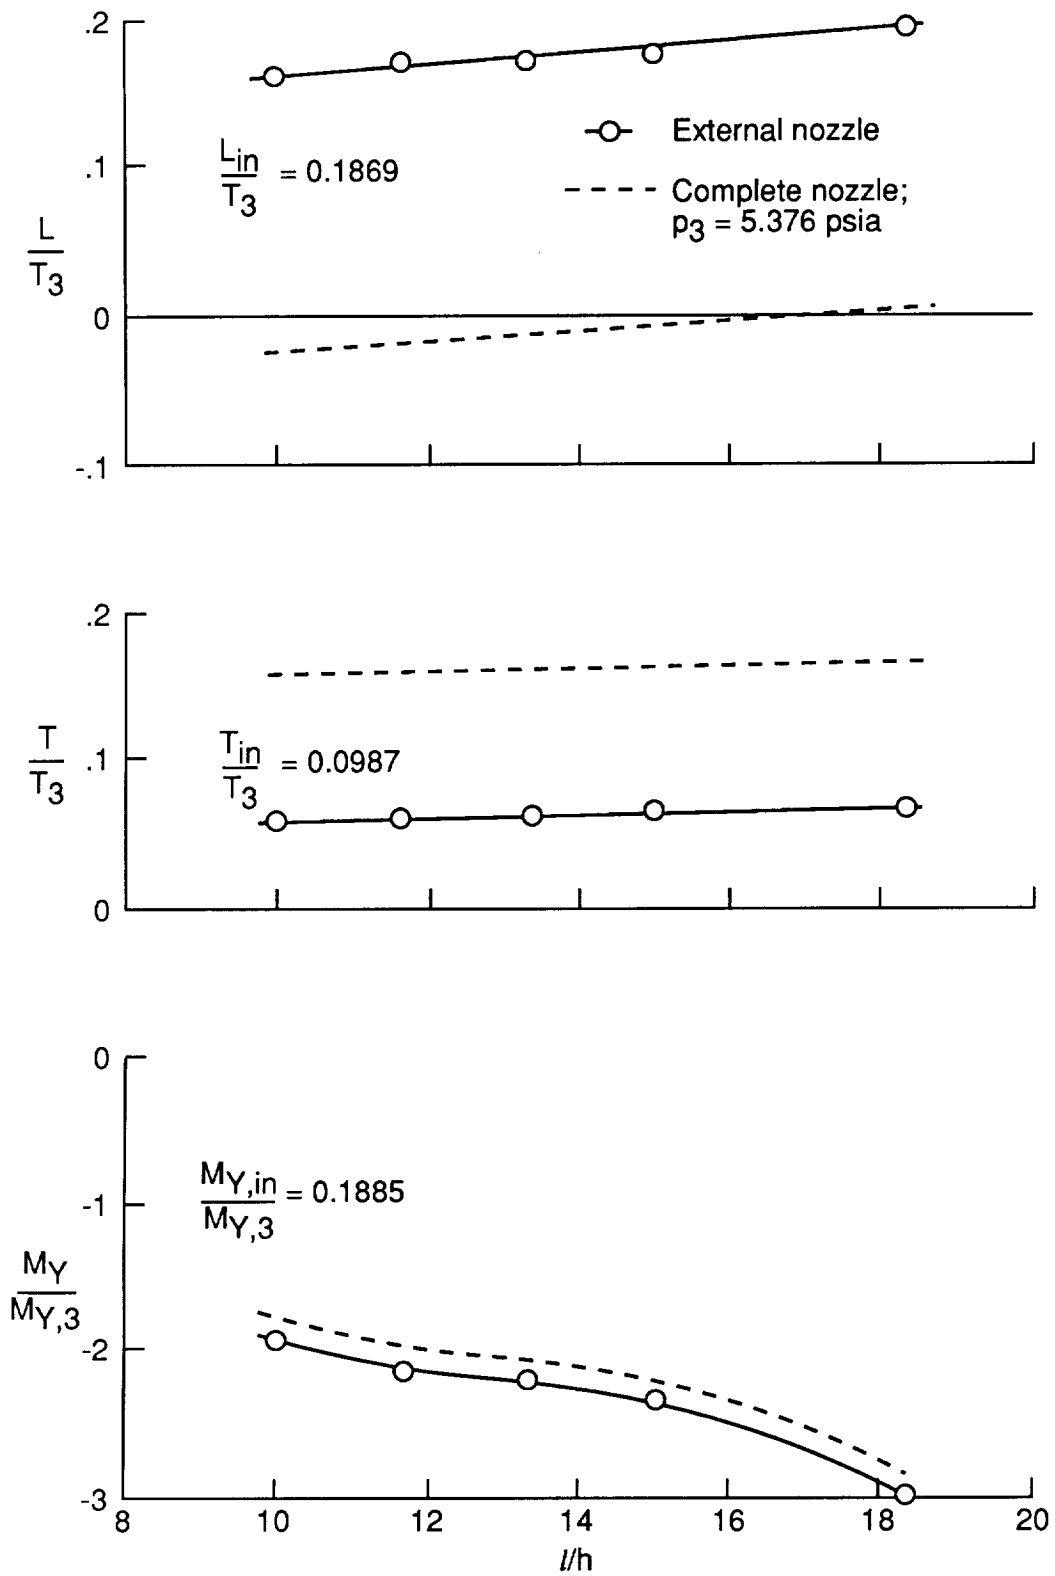 .2
.1
0
-.1
L
T3
Lin
T3
= 0.1869
External nozzle
Complete nozzle;
p3 = 5.376 psia
.2
.1
0
T
T3
Tin
T3
= 0.0987
0
-1
-2
-3
MY
MY,3
MY,in
MY,3
= 0.1885
8 10 12 14 16 18 20
l/h